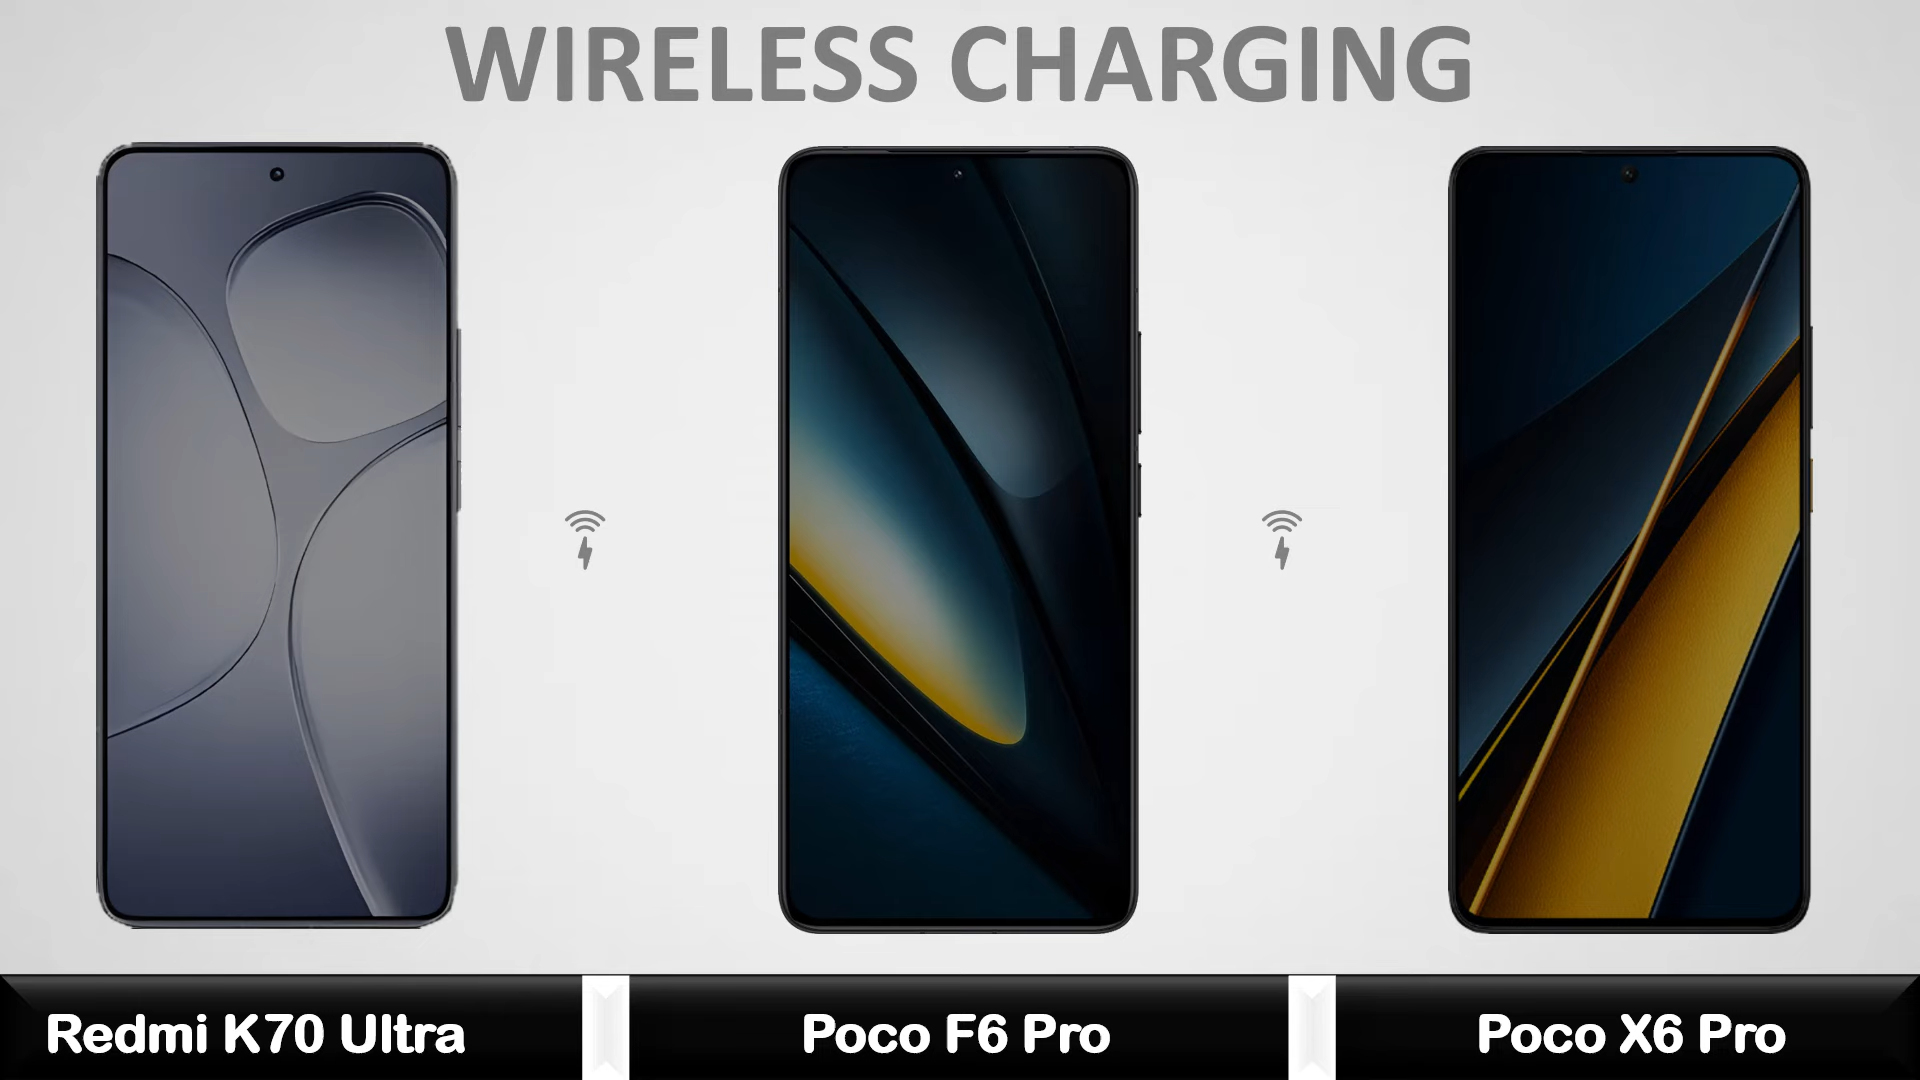 WIRELESS CHARGING
Redmi K70 Ultra
Poco F6 Pro
Poco X6 Pro